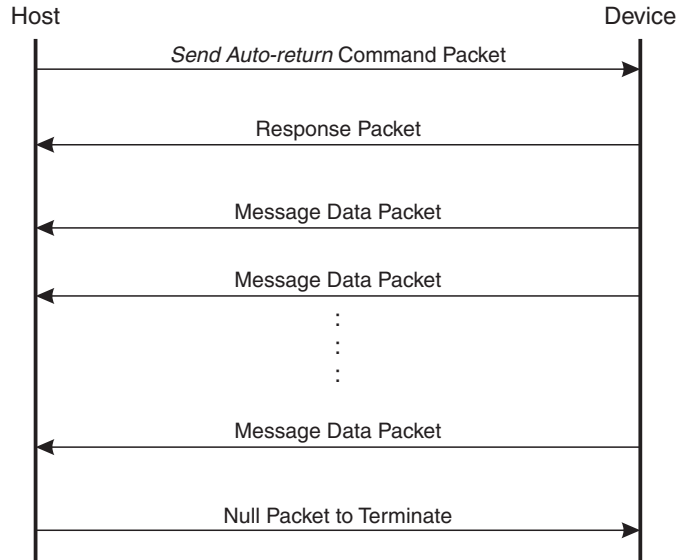 Host Device
Send Auto-return Command Packet
Response Packet
Message Data Packet
Message Data Packet
:
:
:
Message Data Packet
Null Packet to Terminate